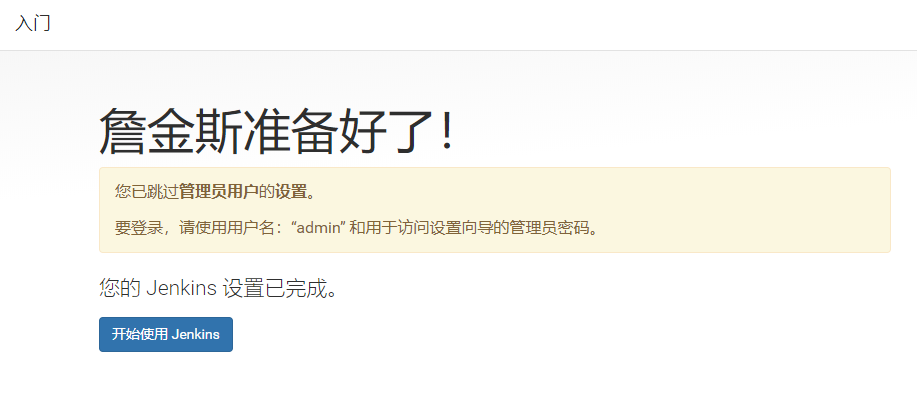 入门
詹金斯准备好了！
您已跳过管理员用户的设置。
要登录，请使用用户名：“admin” 和用于访问设置向导的管理员密码。
您的 Jenkins 设置已完成。
开始使用 Jenkins